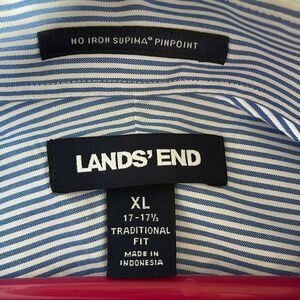 NO IRON SUPIMA® PINPOINT
LANDS' END
XL
17-17½
TRADITIONAL
FIT
MADE IN
INDONESIA